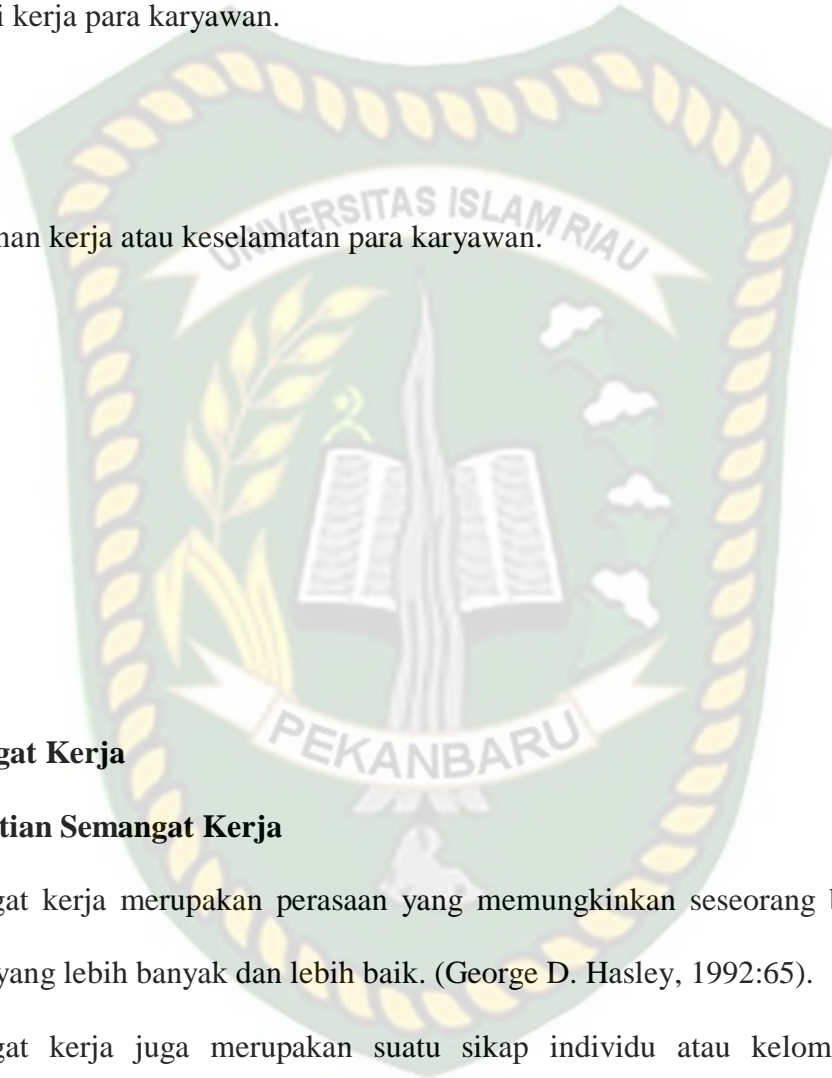 i kerja para karyawan.
UNIVERSITAS ISLAM RIAU
nan kerja atau keselamatan para karyawan.
PEKANBARU
gat Kerja
tian Semangat Kerja
gat kerja merupakan perasaan yang memungkinkan seseorang b
yang lebih banyak dan lebih baik. (George D. Hasley, 1992:65).
gat kerja juga merupakan suatu sikap individu atau kelom